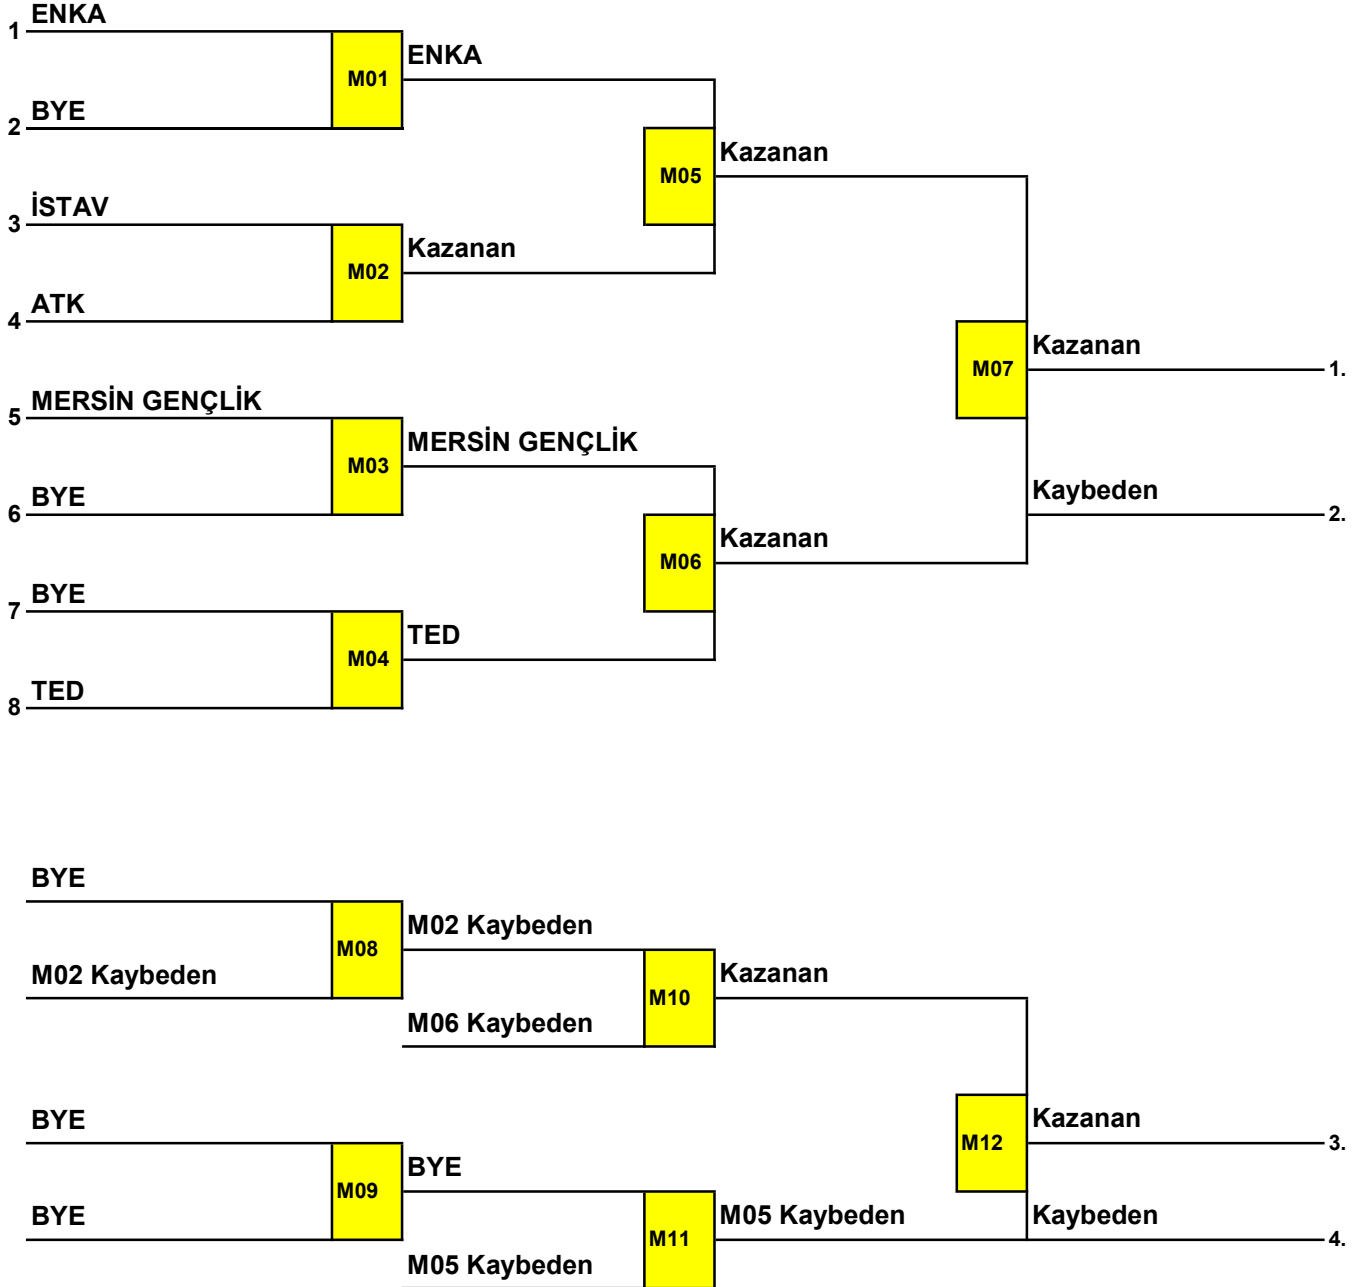 ENKA
1
M01
ENKA
BYE
2
M05
Kazanan
İSTAV
3
M02
Kazanan
ATK
4
M07
Kazanan
1.
MERSİN GENÇLİK
5
M03
MERSİN GENÇLİK
BYE
6
Kaybeden
2.
M06
Kazanan
BYE
7
M04
TED
TED
8
BYE
M08
M02 Kaybeden
M02 Kaybeden
M10
Kazanan
M06 Kaybeden
BYE
M12
Kazanan
3.
M09
BYE
BYE
M11
M05 Kaybeden
Kaybeden
4.
M05 Kaybeden